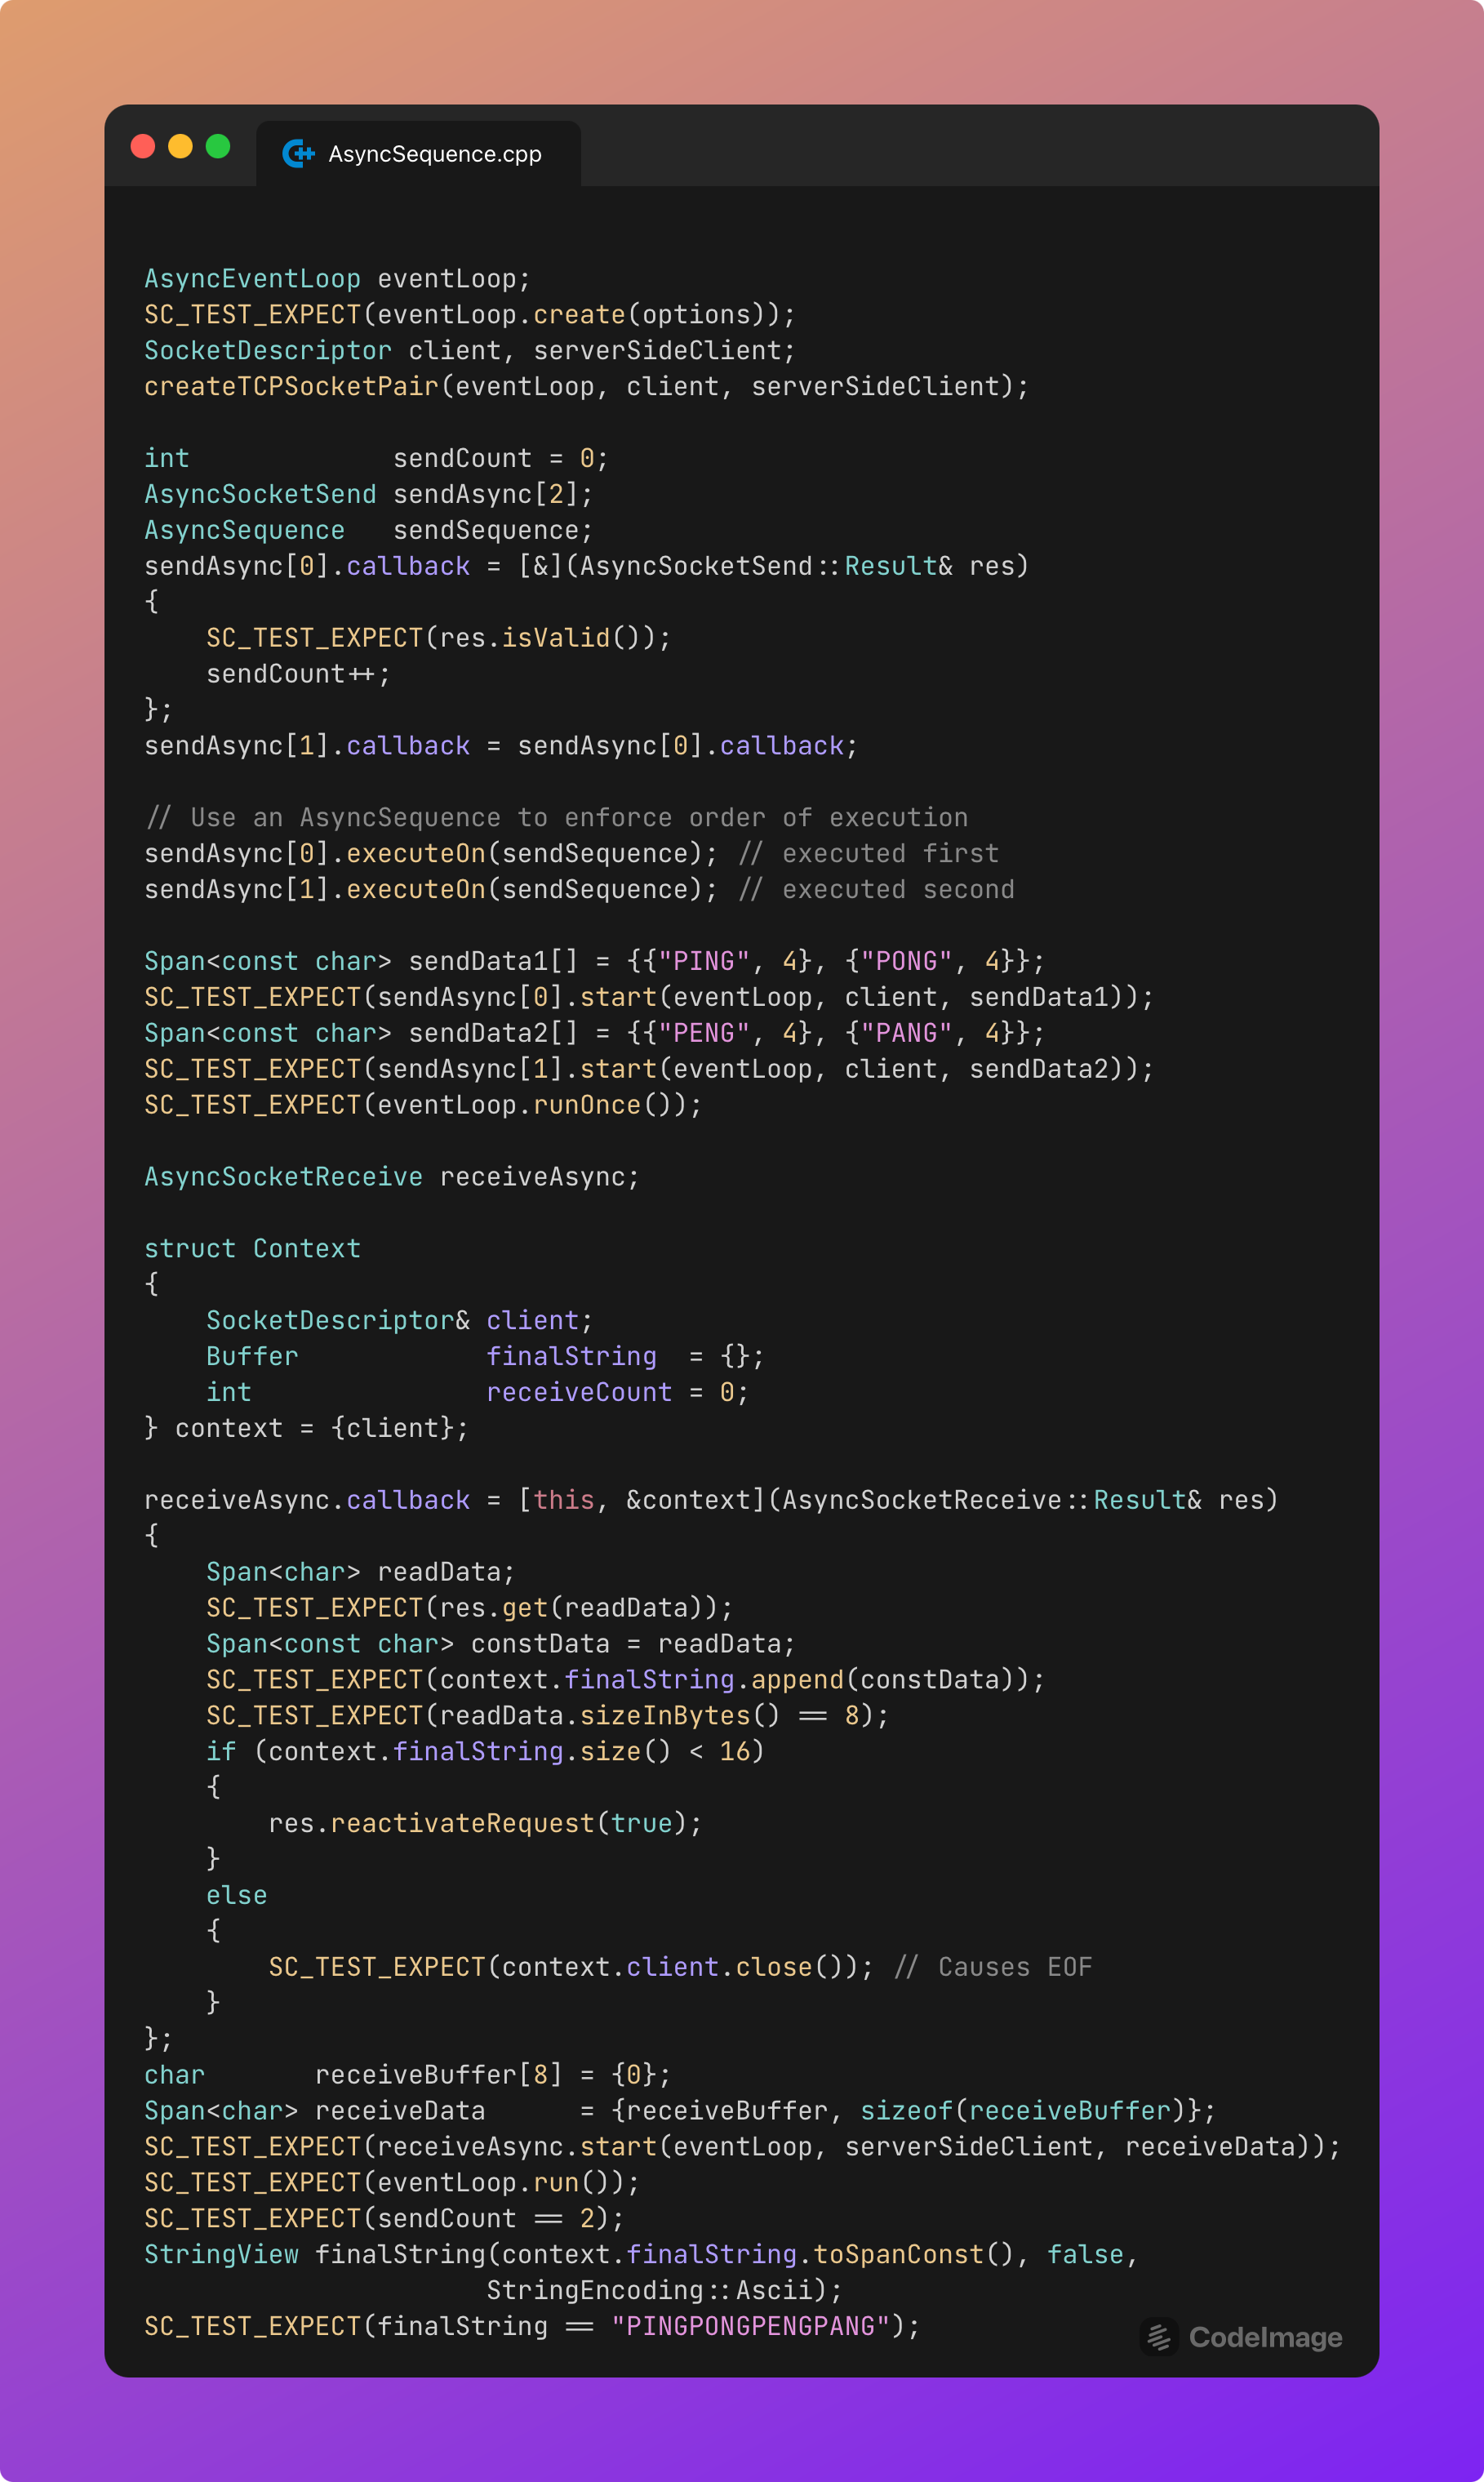 AsyncSequence.cpp
AsyncEventLoop eventLoop;
SC_TEST_EXPECT(eventLoop.create(options));
SocketDescriptor client, serverSideClient;
createTCPSocketPair(eventLoop, client, serverSideClient);

int             sendCount = 0;
AsyncSocketSend sendAsync[2];
AsyncSequence   sendSequence;
sendAsync[0].callback = [&](AsyncSocketSend::Result& res)
{
    SC_TEST_EXPECT(res.isValid());
    sendCount++;
};
sendAsync[1].callback = sendAsync[0].callback;

// Use an AsyncSequence to enforce order of execution
sendAsync[0].executeOn(sendSequence); // executed first
sendAsync[1].executeOn(sendSequence); // executed second

Span<const char> sendData1[] = {{"PING", 4}, {"PONG", 4}};
SC_TEST_EXPECT(sendAsync[0].start(eventLoop, client, sendData1));
Span<const char> sendData2[] = {{"PENG", 4}, {"PANG", 4}};
SC_TEST_EXPECT(sendAsync[1].start(eventLoop, client, sendData2));
SC_TEST_EXPECT(eventLoop.runOnce());

AsyncSocketReceive receiveAsync;

struct Context
{
    SocketDescriptor& client;
    Buffer            finalString  = {};
    int               receiveCount = 0;
} context = {client};

receiveAsync.callback = [this, &context](AsyncSocketReceive::Result& res)
{
    Span<char> readData;
    SC_TEST_EXPECT(res.get(readData));
    Span<const char> constData = readData;
    SC_TEST_EXPECT(context.finalString.append(constData));
    SC_TEST_EXPECT(readData.sizeInBytes() == 8);
    if (context.finalString.size() < 16)
    {
        res.reactivateRequest(true);
    }
    else
    {
        SC_TEST_EXPECT(context.client.close()); // Causes EOF
    }
};
char       receiveBuffer[8] = {0};
Span<char> receiveData      = {receiveBuffer, sizeof(receiveBuffer)};
SC_TEST_EXPECT(receiveAsync.start(eventLoop, serverSideClient, receiveData));
SC_TEST_EXPECT(eventLoop.run());
SC_TEST_EXPECT(sendCount == 2);
StringView finalString(context.finalString.toSpanConst(), false,
                      StringEncoding::Ascii);
SC_TEST_EXPECT(finalString == "PINGPONGPENGPANG");
CodeImage